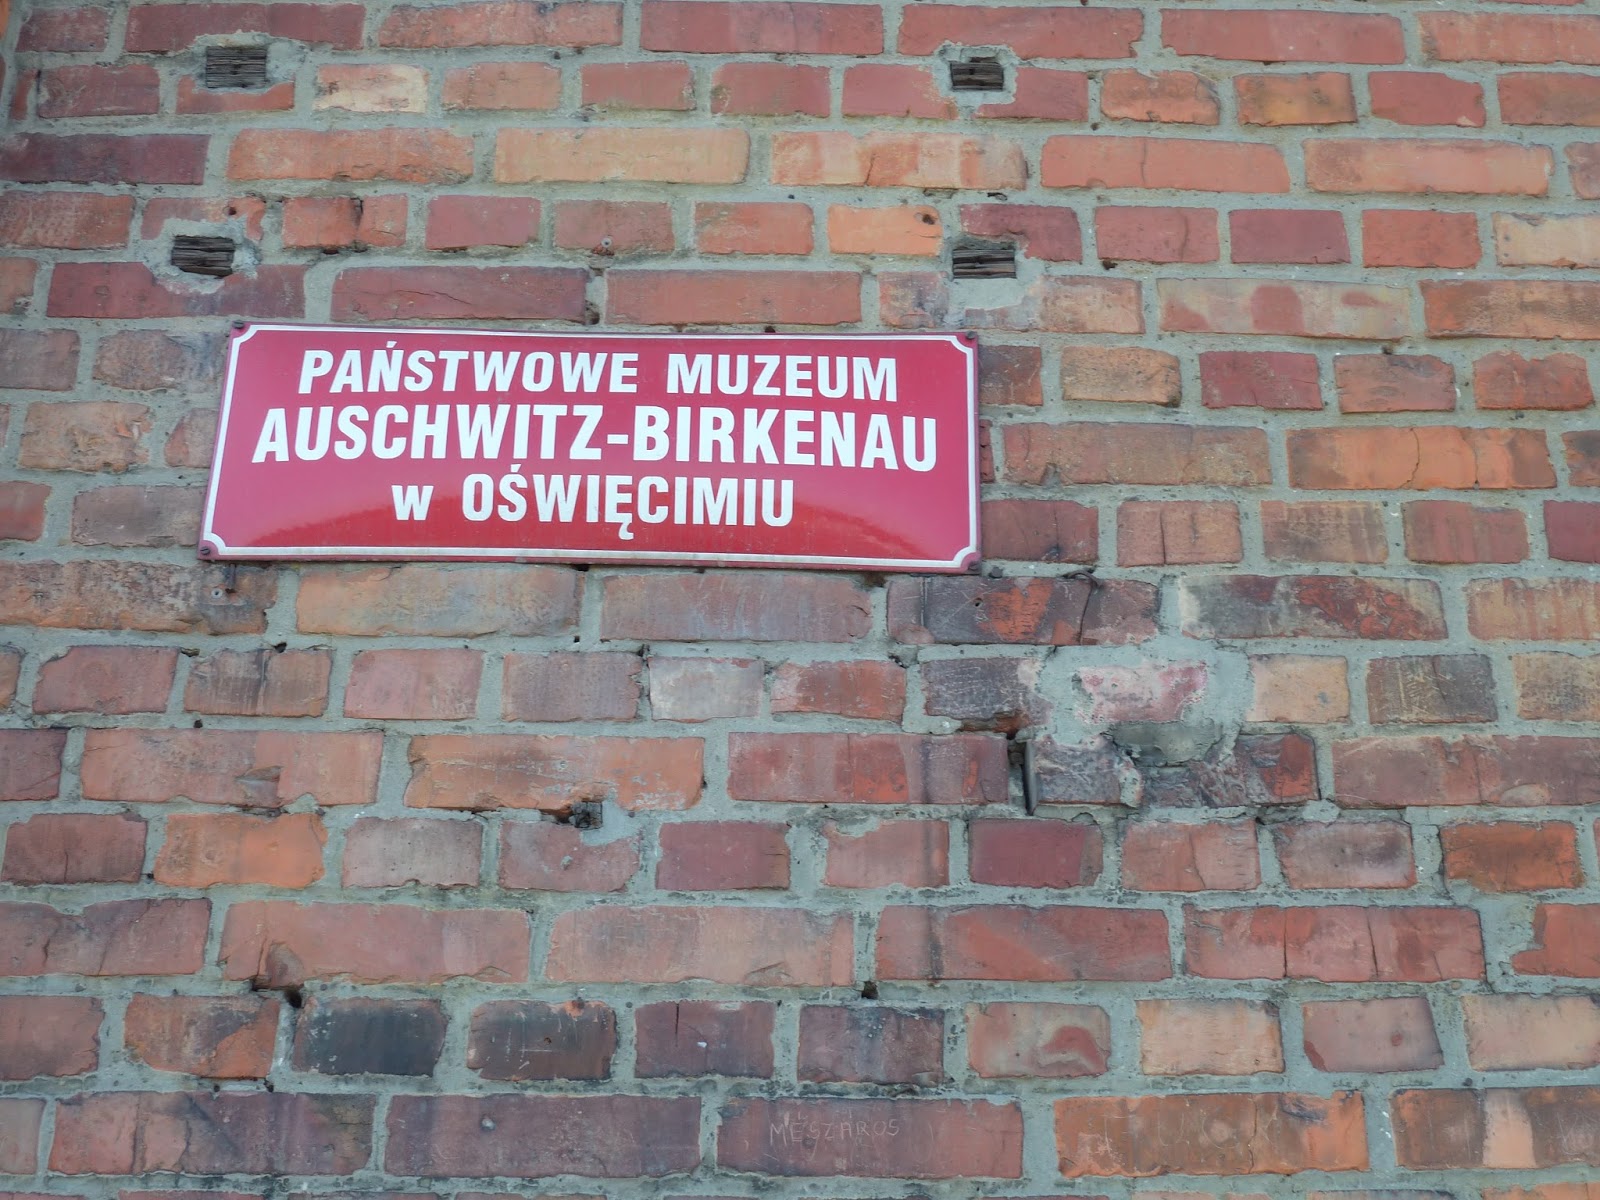 PAŃSTWOWE MUZEUM
AUSCHWITZ-BIRKENAU
w OŚWIĘCIMIU
MESZAROS